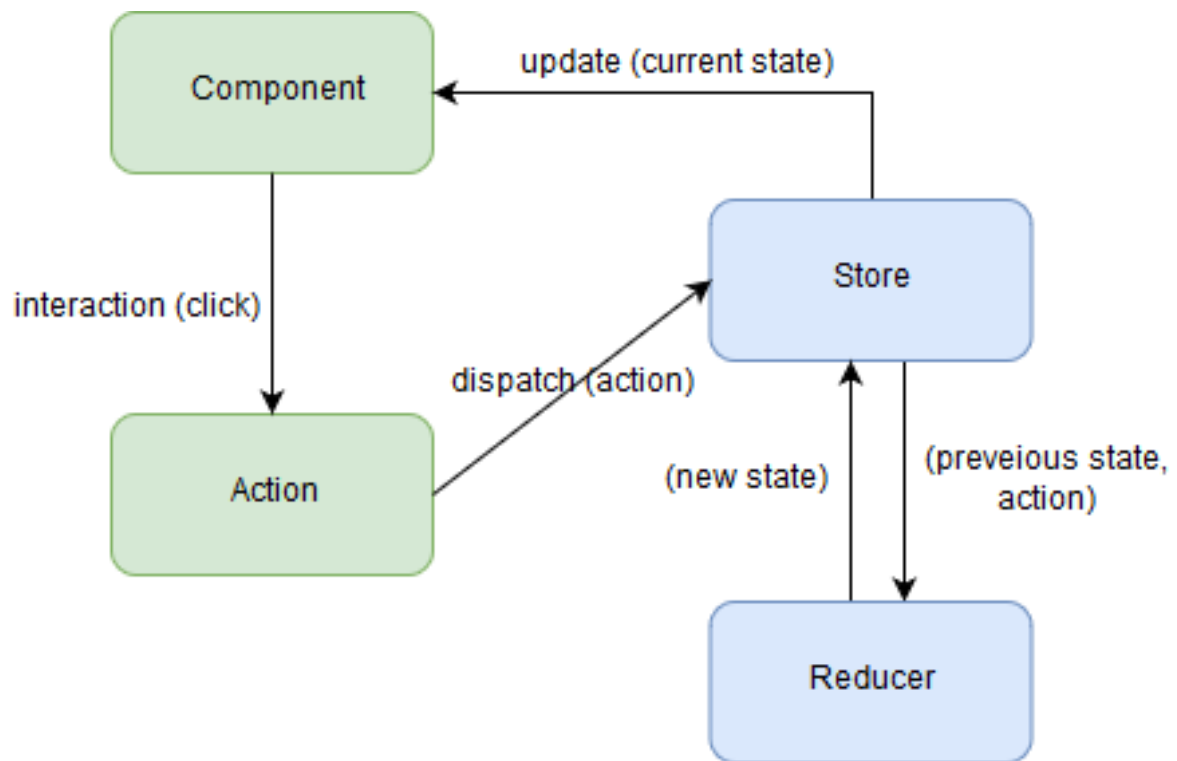 update (current state)
Component
Store
interaction (click)
dispatch (action)
(new state)
(preveious state,
action)
Action
Reducer